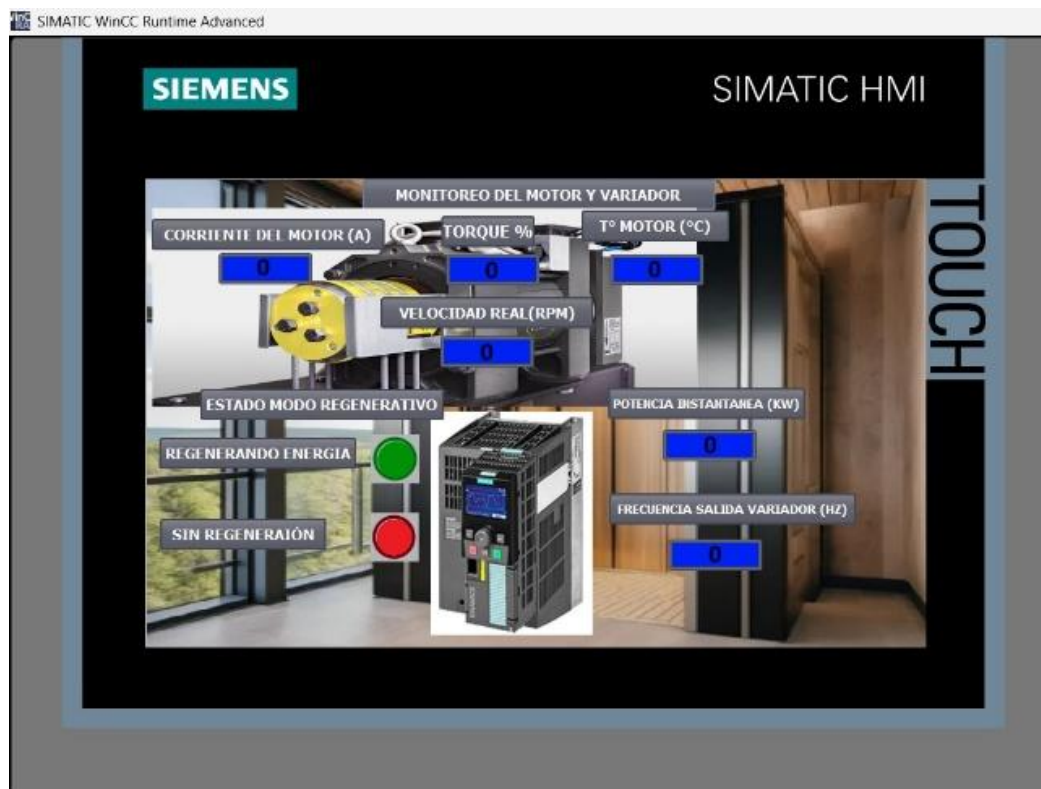 SIMATIC WinCC Runtime Advanced
SIEMENS
SIMATIC HMI
TOUCH
MONITOREO DEL MOTOR Y VARIADOR
CORRIENTE DEL MOTOR (A)
TORQUE %
T° MOTOR (°C)
0
0
0
VELOCIDAD REAL(RPM)
0
ESTADO MODO REGENERATIVO
POTENCIA INSTANTANEA (KW)
0
REGENERANDO ENERGIA
FRECUENCIA SALIDA VARIADOR (HZ)
SIN REGENERAIÓN
0